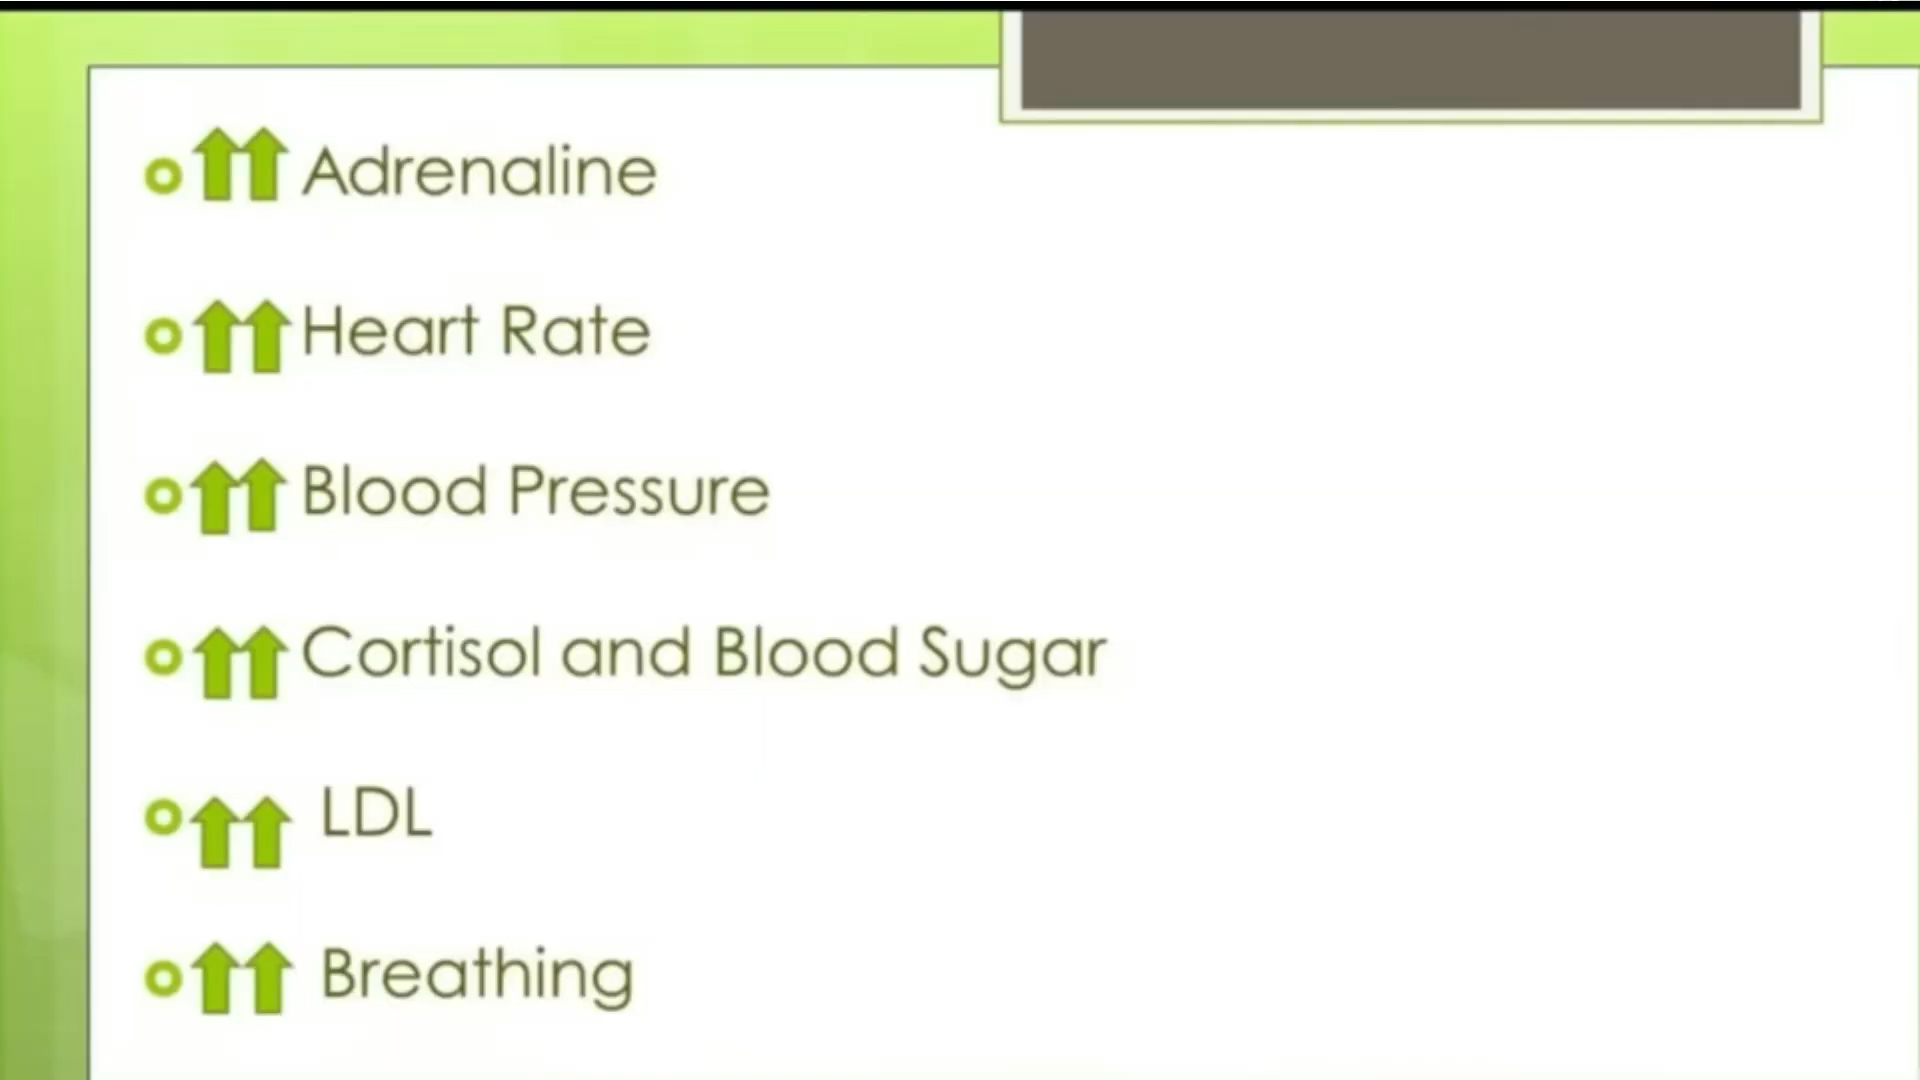 Adrenaline
Heart Rate
Blood Pressure
Cortisol and Blood Sugar
LDL
Breathing